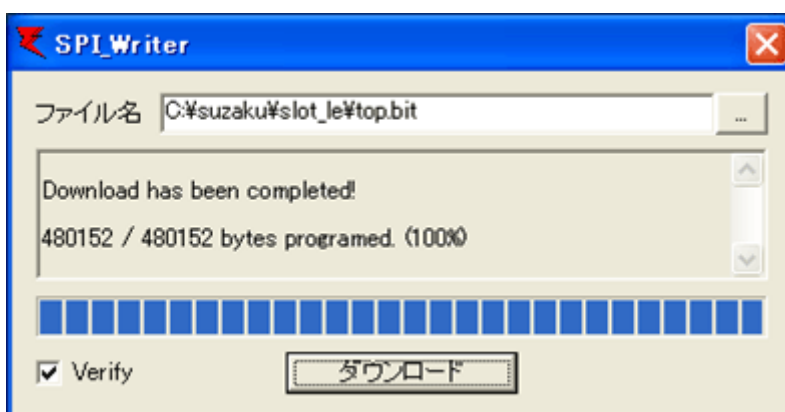 SPI_Writer
ファイル名 C:¥suzaku¥slot_le¥top.bit ...
Download has been completed!
480152 / 480152 bytes programed. (100%)
Verify ダウンロード